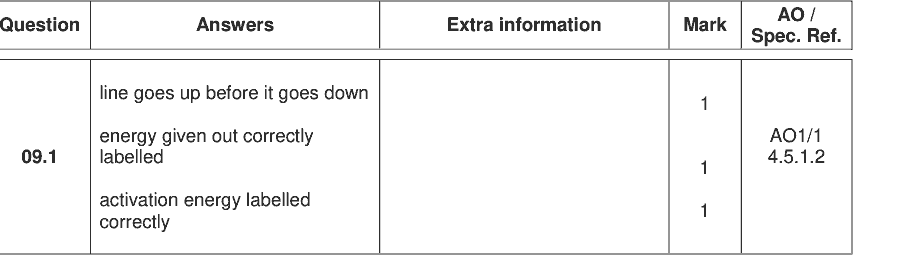 Question Answers Extra information Mark AO /
Spec. Ref.
line goes up before it goes down
1
energy given out correctly
labelled
1
activation energy labelled
correctly
1
09.1
AO1/1
4.5.1.2